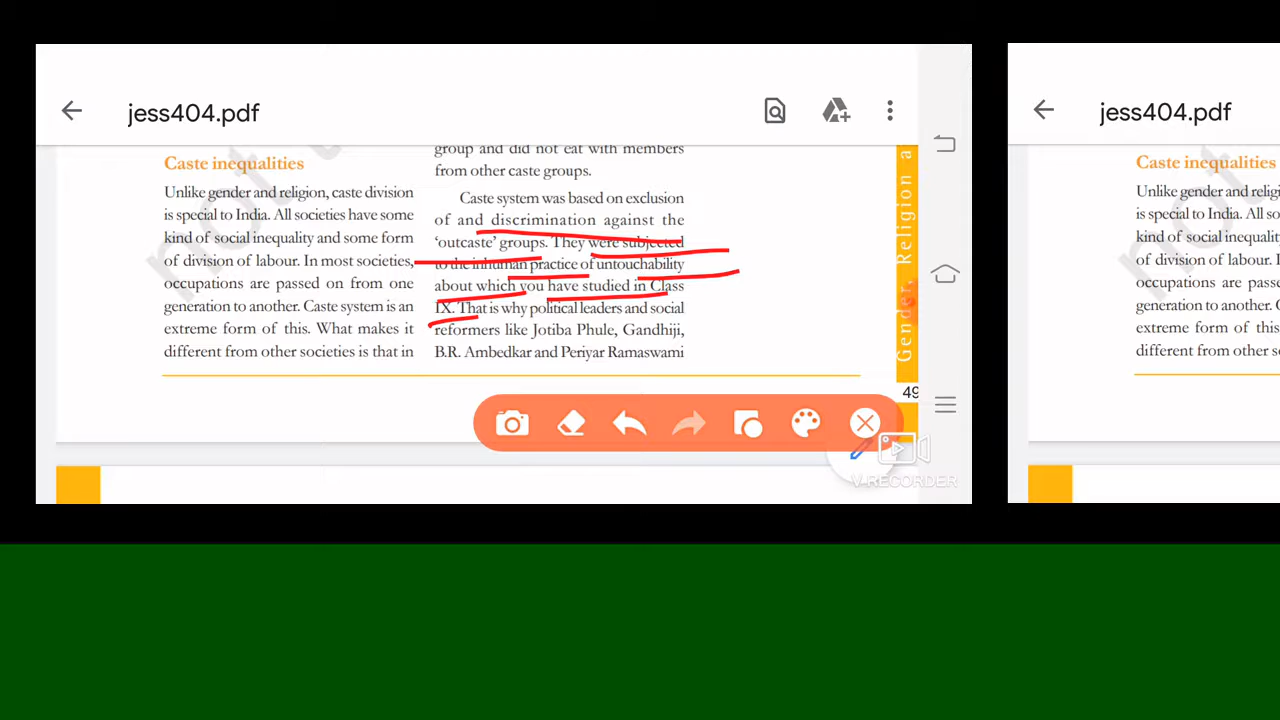 jess404.pdf
Caste inequalities
Unlike gender and religion, caste division
is special to India. All societies have some
kind of social inequality and some form
of division of labour. In most societies,
occupations are passed on from one
generation to another. Caste system is an
extreme form of this. What makes it
different from other societies is that in
group and did not eat with members
from other caste groups.
Caste system was based on exclusion
of and discrimination against the
‘outcaste’ groups. They were subjected
to the inhuman practice of untouchability
about which you have studied in Class
IX. That is why political leaders and social
reformers like Jotiba Phule, Gandhiji,
B.R. Ambedkar and Periyar Ramaswami
Gender, Religion a
49
not
V-RECORDER
jess404.pdf
Caste inequalities
Unlike gender and religi
is special to India. All so
kind of social inequality
of division of labour. I
occupations are passe
generation to another. C
extreme form of this
different from other so
not